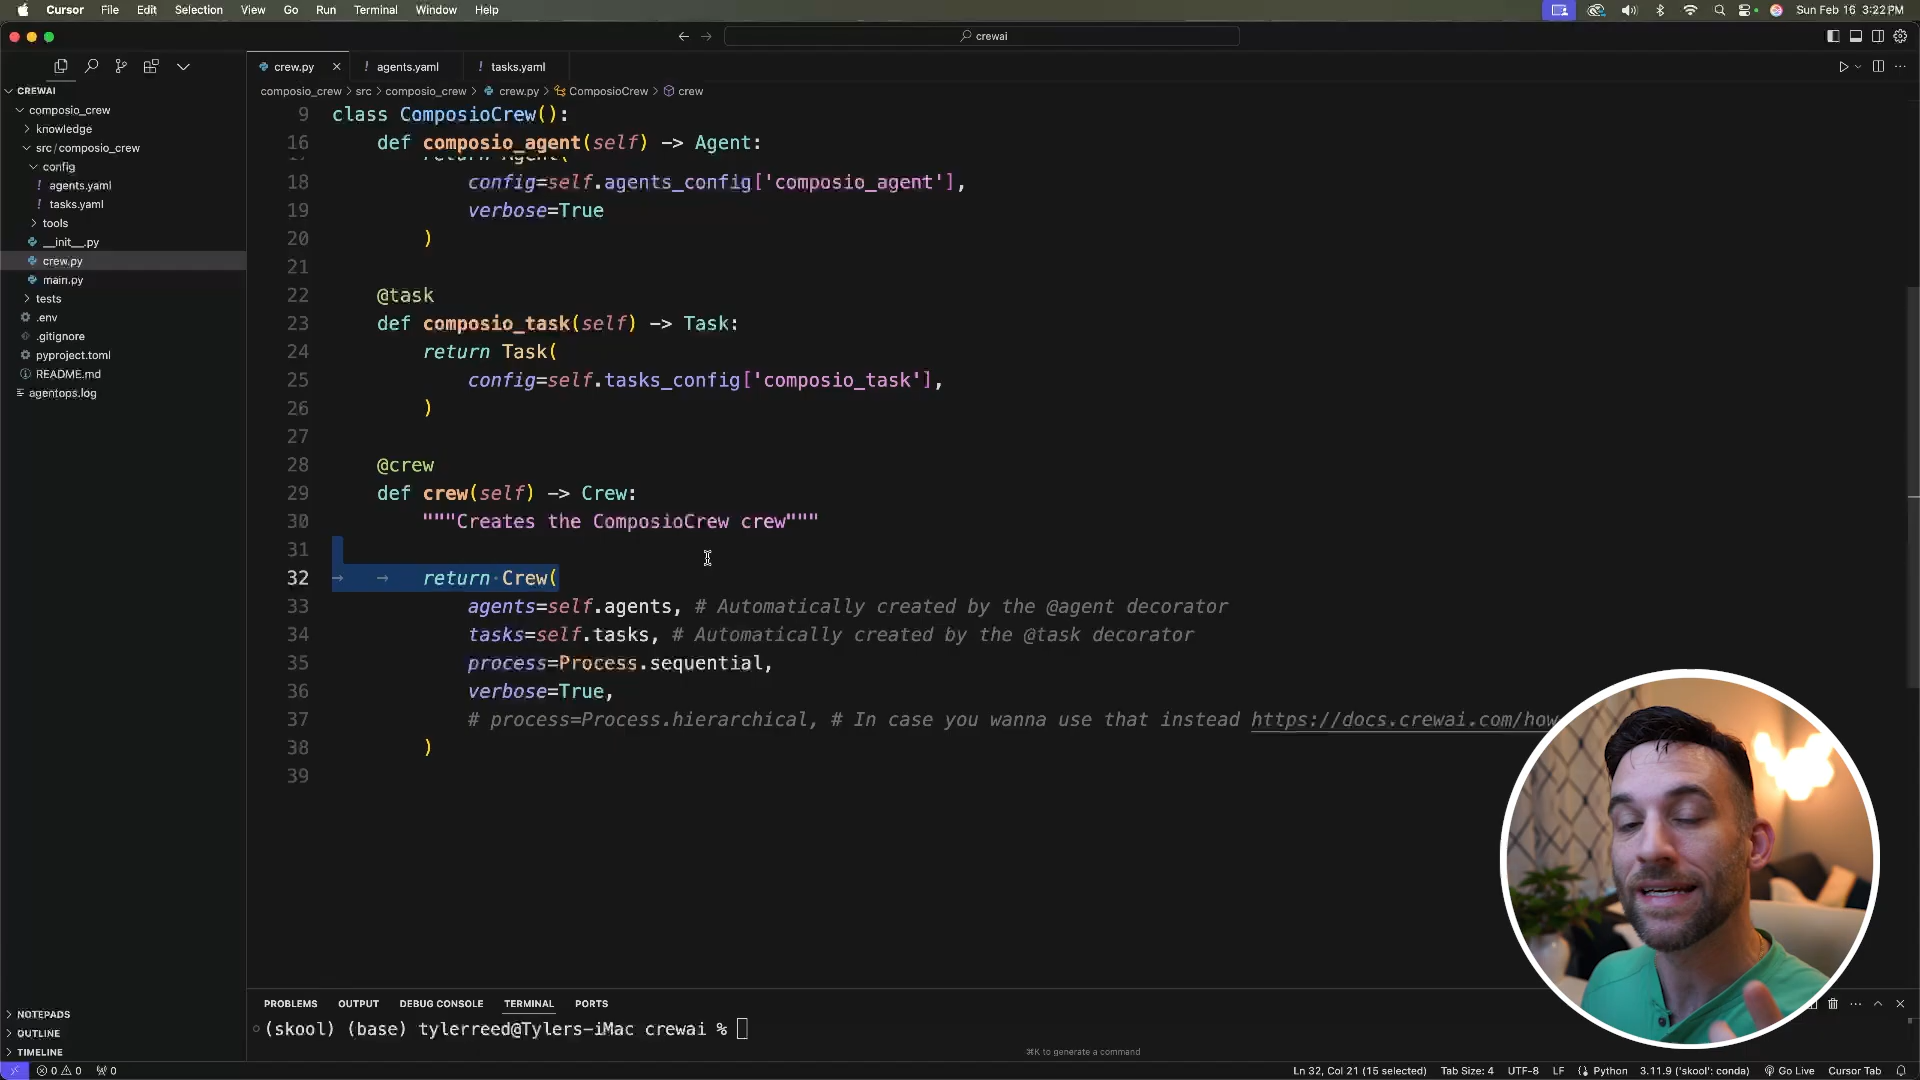 Cursor File Edit Selection View Go Run Terminal Window Help Sun Feb 16 3:22 PM
crewai
CREWAI
composio_crew
knowledge
src/composio_crew
config
! agents.yaml
! tasks.yaml
tools
__init__.py
crew.py
main.py
tests
.env
.gitignore
pyproject.toml
README.md
agentops.log
NOTEPADS
OUTLINE
TIMELINE
crew.py × ! agents.yaml ! tasks.yaml
composio_crew > src > composio_crew > crew.py > ComposioCrew > crew
9 class ComposioCrew():
16 def composio_agent(self) -> Agent:
17 return Agent(
18 config=self.agents_config['composio_agent'],
19 verbose=True
20 )
21
22 @task
23 def composio_task(self) -> Task:
24 return Task(
25 config=self.tasks_config['composio_task'],
26 )
27
28 @crew
29 def crew(self) -> Crew:
30 """Creates the ComposioCrew crew"""
31
32 return Crew(
33 agents=self.agents, # Automatically created by the @agent decorator
34 tasks=self.tasks, # Automatically created by the @task decorator
35 process=Process.sequential,
36 verbose=True,
37 # process=Process.hierarchical, # In case you wanna use that instead https://docs.crewai.com/how
38 )
39
PROBLEMS OUTPUT DEBUG CONSOLE TERMINAL PORTS
(skool) (base) tylerreed@Tylers-iMac crewai %
⌘K to generate a command
0 0 0 Ln 32, Col 21 (15 selected) Tab Size: 4 UTF-8 LF Python 3.11.9 ('skool': conda) Go Live Cursor Tab